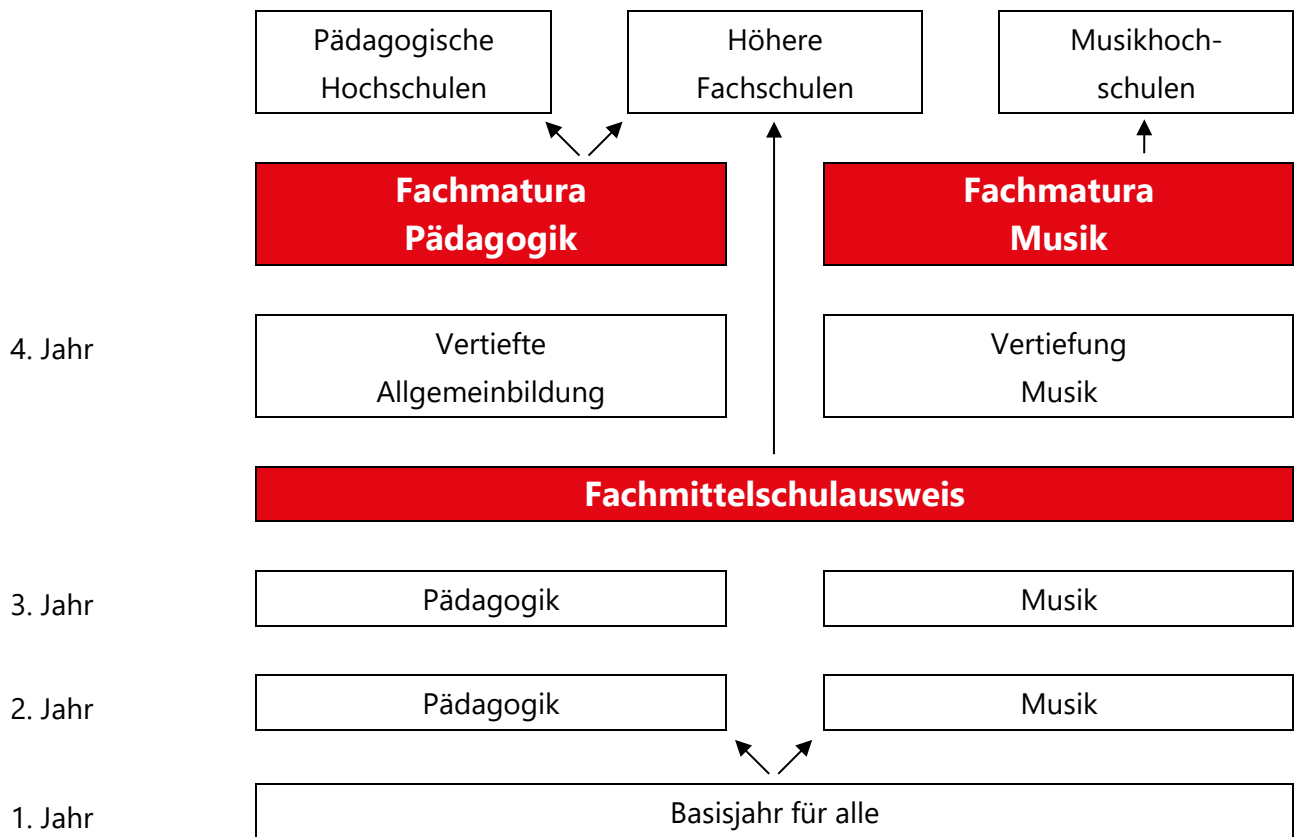 Pädagogische
Hochschulen
Höhere
Fachschulen
Musikhoch-
schulen
Fachmatura
Pädagogik
Fachmatura
Musik
4. Jahr
Vertiefte
Allgemeinbildung
Vertiefung
Musik
Fachmittelschulausweis
3. Jahr
Pädagogik
Musik
2. Jahr
Pädagogik
Musik
1. Jahr
Basisjahr für alle